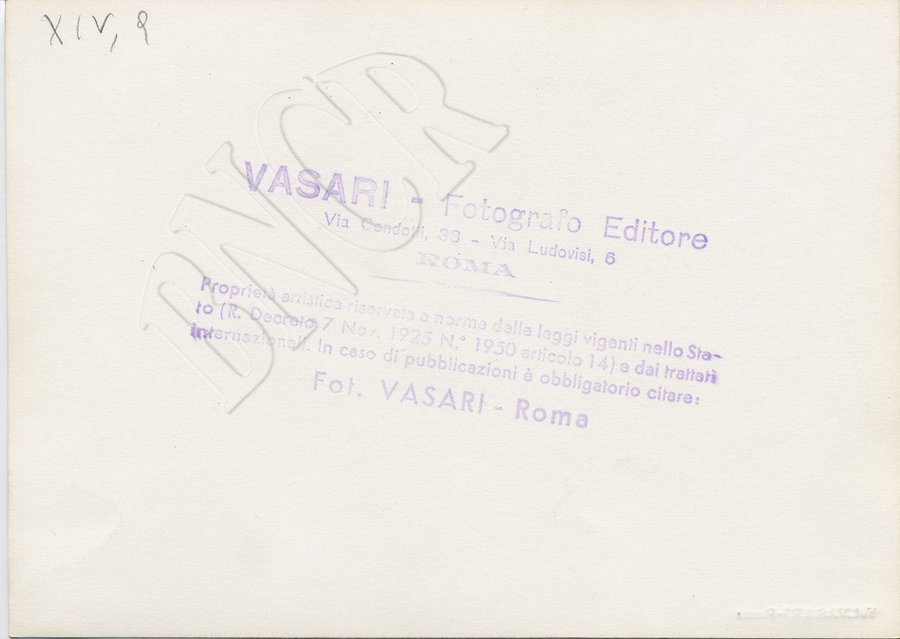 XIV, 9
BNCR
VASARI - Fotografo Editore
Via Condotti, 38 - Via Ludovisi, 6
ROMA
Proprietà artistica riservata a norma delle leggi vigenti nello Sta-
to (R. Decreto 7 Nov. 1925 N.° 1950 articolo 14) e dai trattati
internazionali. In caso di pubblicazioni è obbligatorio citare:
Fot. VASARI - Roma